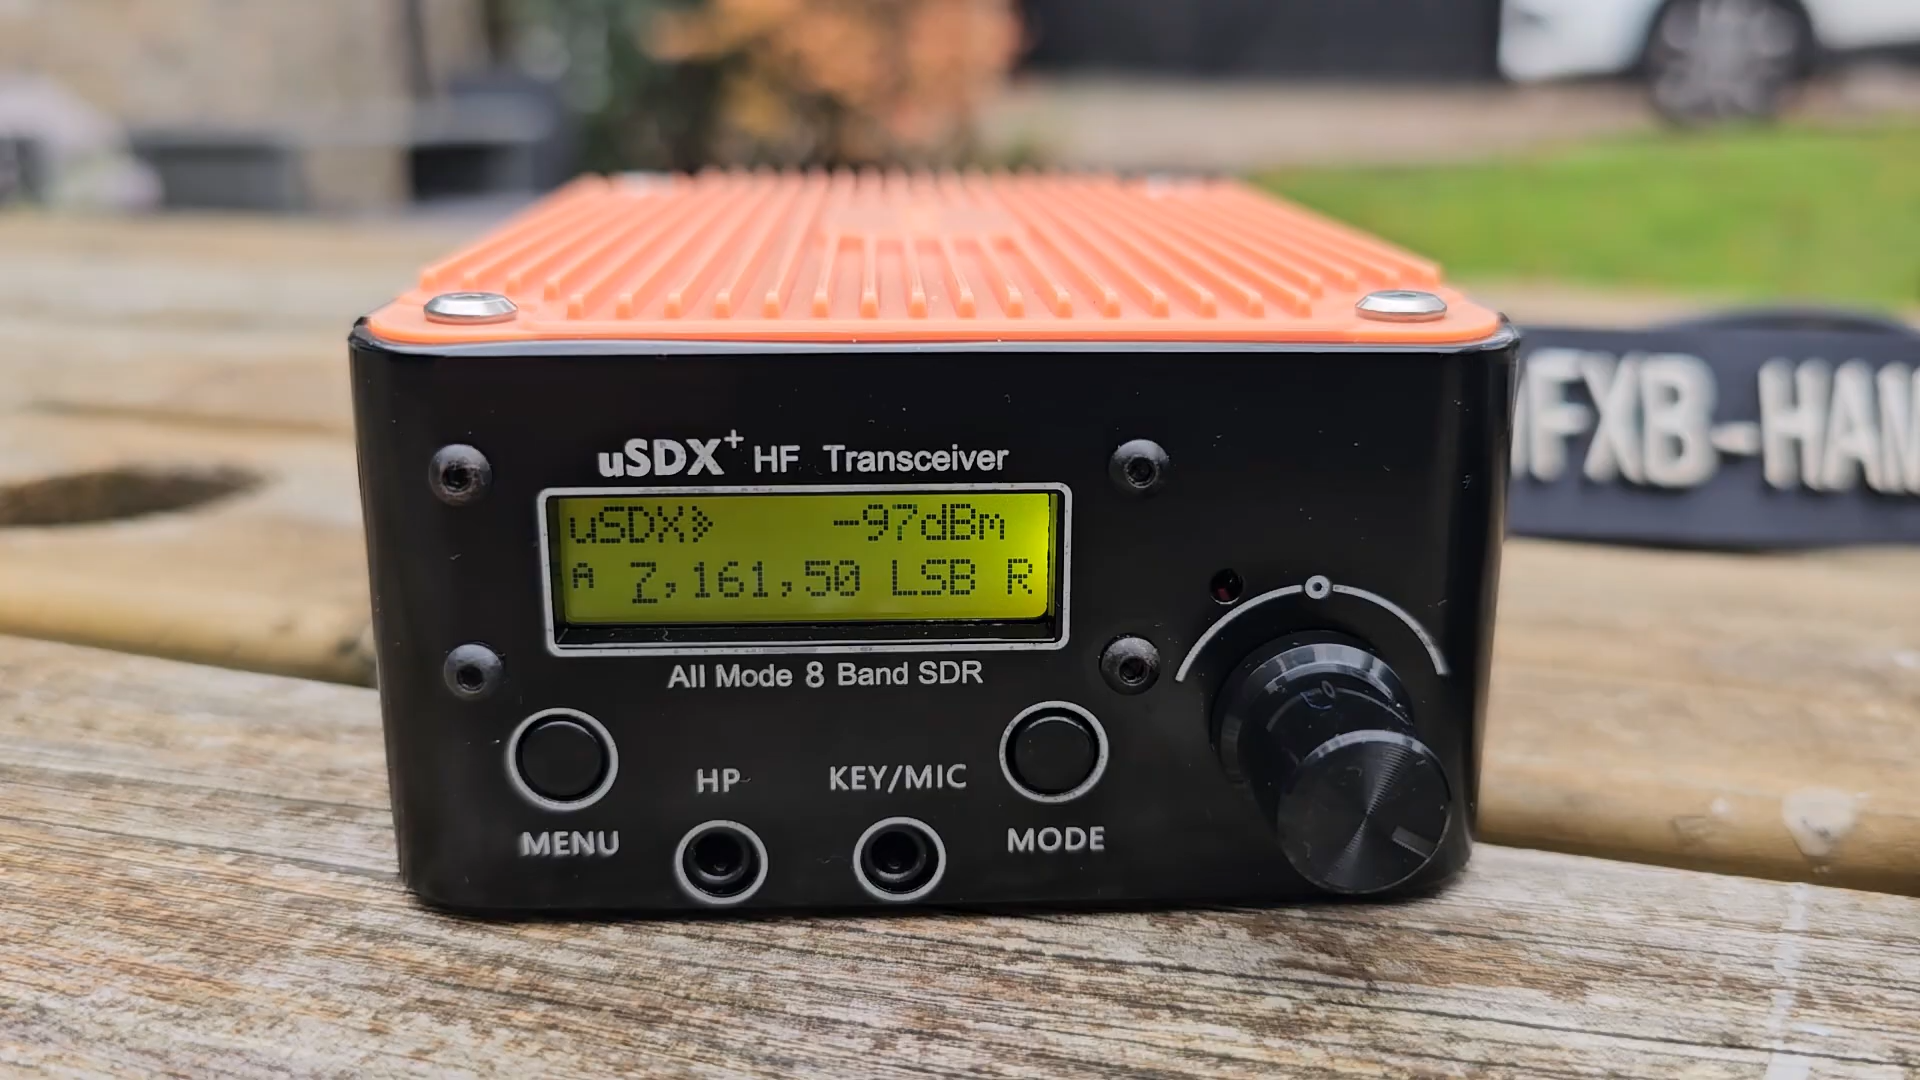 uSDX⁺ HF Transceiver
uSDX -97dBm
A 7,161,50 LSB R
All Mode 8 Band SDR
MENU
HP
KEY/MIC
MODE
FXB-HAM